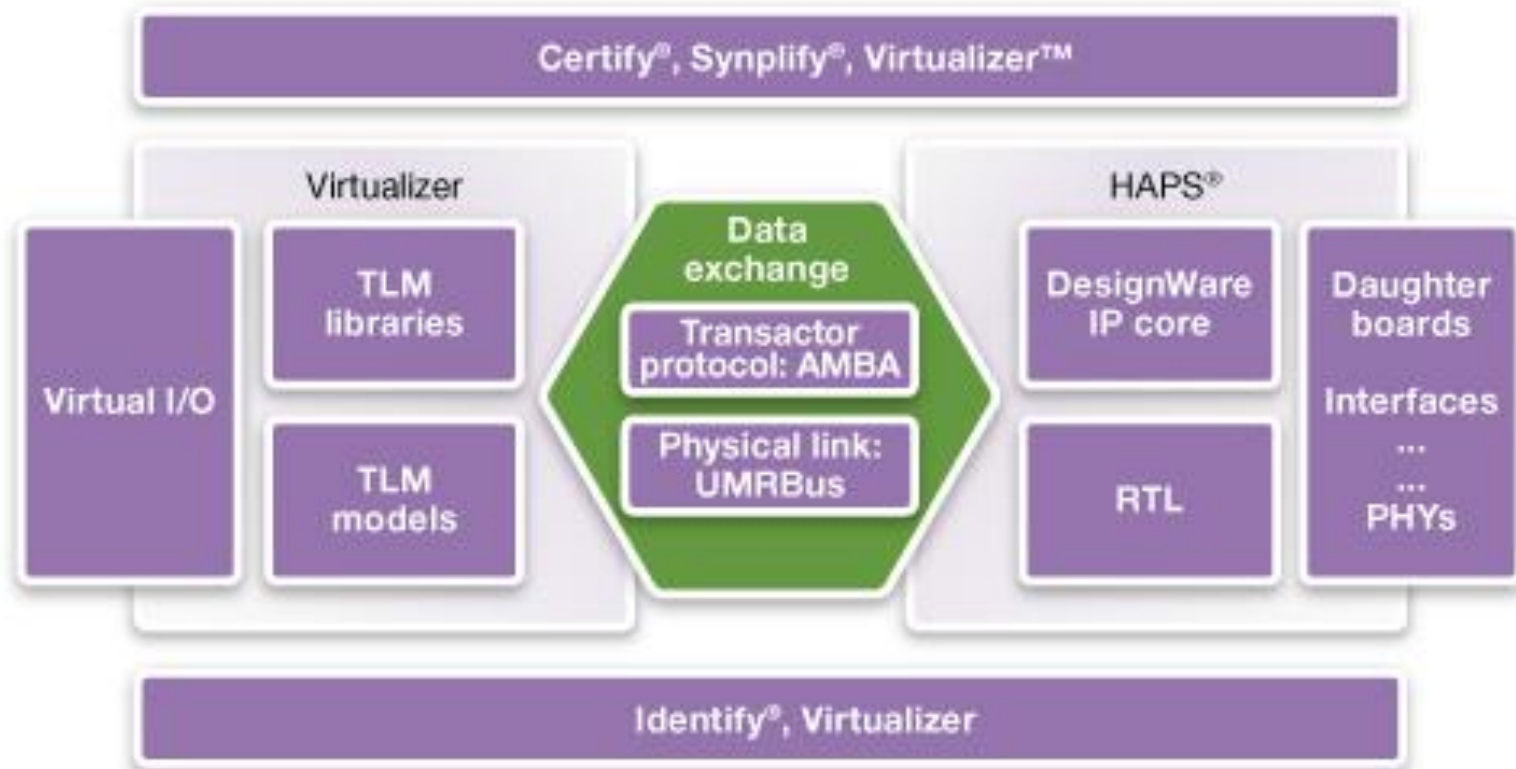 Certify®, Synplify®, Virtualizer™
Virtualizer
HAPS®
Virtual I/O
TLM
libraries
TLM
models
Data
exchange
Transactor
protocol: AMBA
Physical link:
UMRBus
DesignWare
IP core
RTL
Daughter
boards
Interfaces
...
...
PHYs
Identify®, Virtualizer